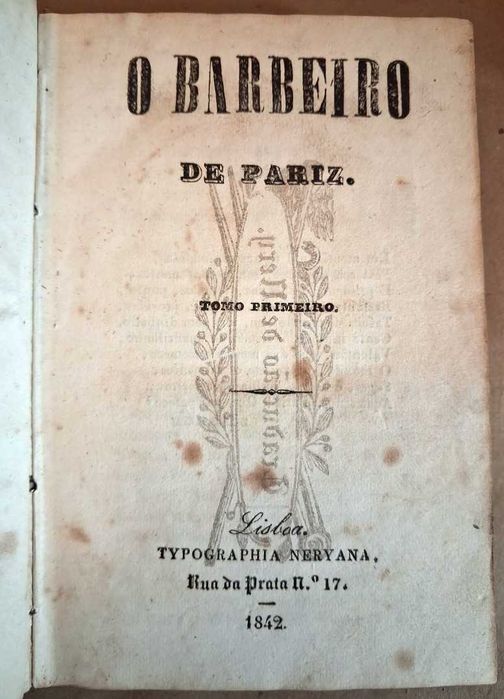 O BARBEIRO
DE PARIZ.
TOMO PRIMEIRO.
Lisboa.
TYPOGRAPHIA NERYANA,
Rua da Prata N.º 17.
1842.